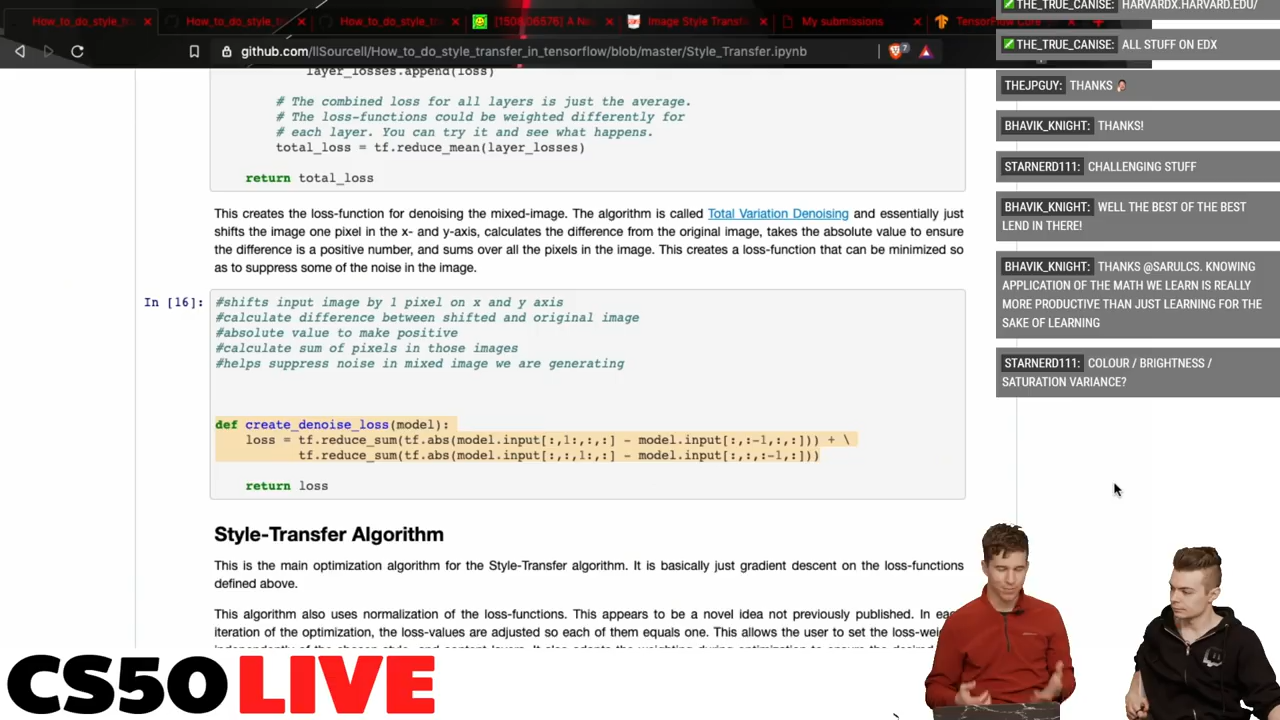 How_to_do_style_tr
How_to_do_style_tr
How_to_do_style_tra
[1508.06576] A N
Image Style Transf
My submissions
TensorFlow Core
github.com/llSourcell/How_to_do_style_transfer_in_tensorflow/blob/master/Style_Transfer.ipynb
7
layer_losses.append(loss)
# The combined loss for all layers is just the average.
# The loss-functions could be weighted differently for
# each layer. You can try it and see what happens.
total_loss = tf.reduce_mean(layer_losses)
return total_loss
This creates the loss-function for denoising the mixed-image. The algorithm is called Total Variation Denoising and essentially just
shifts the image one pixel in the x- and y-axis, calculates the difference from the original image, takes the absolute value to ensure
the difference is a positive number, and sums over all the pixels in the image. This creates a loss-function that can be minimized so
as to suppress some of the noise in the image.
In [16]:
#shifts input image by 1 pixel on x and y axis
#calculate difference between shifted and original image
#absolute value to make positive
#calculate sum of pixels in those images
#helps suppress noise in mixed image we are generating
def create_denoise_loss(model):
loss = tf.reduce_sum(tf.abs(model.input[:,1:,:,:] - model.input[:,:-1,:,:])) + \
tf.reduce_sum(tf.abs(model.input[:,:,1:,:] - model.input[:,:,:-1,:]))
return loss
Style-Transfer Algorithm
This is the main optimization algorithm for the Style-Transfer algorithm. It is basically just gradient descent on the loss-functions
defined above.
This algorithm also uses normalization of the loss-functions. This appears to be a novel idea not previously published. In eac
iteration of the optimization, the loss-values are adjusted so each of them equals one. This allows the user to set the loss-weig
THE_TRUE_CANISE: HARVARDX.HARVARD.EDU/
THE_TRUE_CANISE: ALL STUFF ON EDX
THEJPGUY: THANKS
BHAVIK_KNIGHT: THANKS!
STARNERD111: CHALLENGING STUFF
BHAVIK_KNIGHT: WELL THE BEST OF THE BEST
LEND IN THERE!
BHAVIK_KNIGHT: THANKS @SARULCS. KNOWING
APPLICATION OF THE MATH WE LEARN IS REALLY
MORE PRODUCTIVE THAN JUST LEARNING FOR THE
SAKE OF LEARNING
STARNERD111: COLOUR / BRIGHTNESS /
SATURATION VARIANCE?
CS50 LIVE